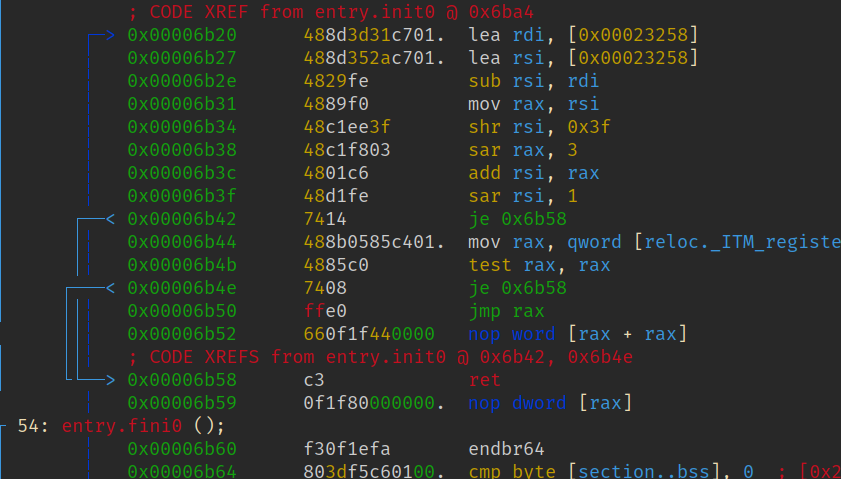 ; CODE XREF from entry.init0 @ 0x6ba4
0x00006b20 488d3d31c701. lea rdi, [0x00023258]
0x00006b27 488d352ac701. lea rsi, [0x00023258]
0x00006b2e 4829fe sub rsi, rdi
0x00006b31 4889f0 mov rax, rsi
0x00006b34 48c1ee3f shr rsi, 0x3f
0x00006b38 48c1f803 sar rax, 3
0x00006b3c 4801c6 add rsi, rax
0x00006b3f 48d1fe sar rsi, 1
0x00006b42 7414 je 0x6b58
0x00006b44 488b0585c401. mov rax, qword [reloc._ITM_registe
0x00006b4b 4885c0 test rax, rax
0x00006b4e 7408 je 0x6b58
0x00006b50 ffe0 jmp rax
0x00006b52 660f1f440000 nop word [rax + rax]
; CODE XREFS from entry.init0 @ 0x6b42, 0x6b4e
0x00006b58 c3 ret
0x00006b59 0f1f80000000. nop dword [rax]
54: entry.fini0 ();
0x00006b60 f30f1efa endbr64
0x00006b64 803df5c60100. cmp byte [section..bss], 0 ; [0x2